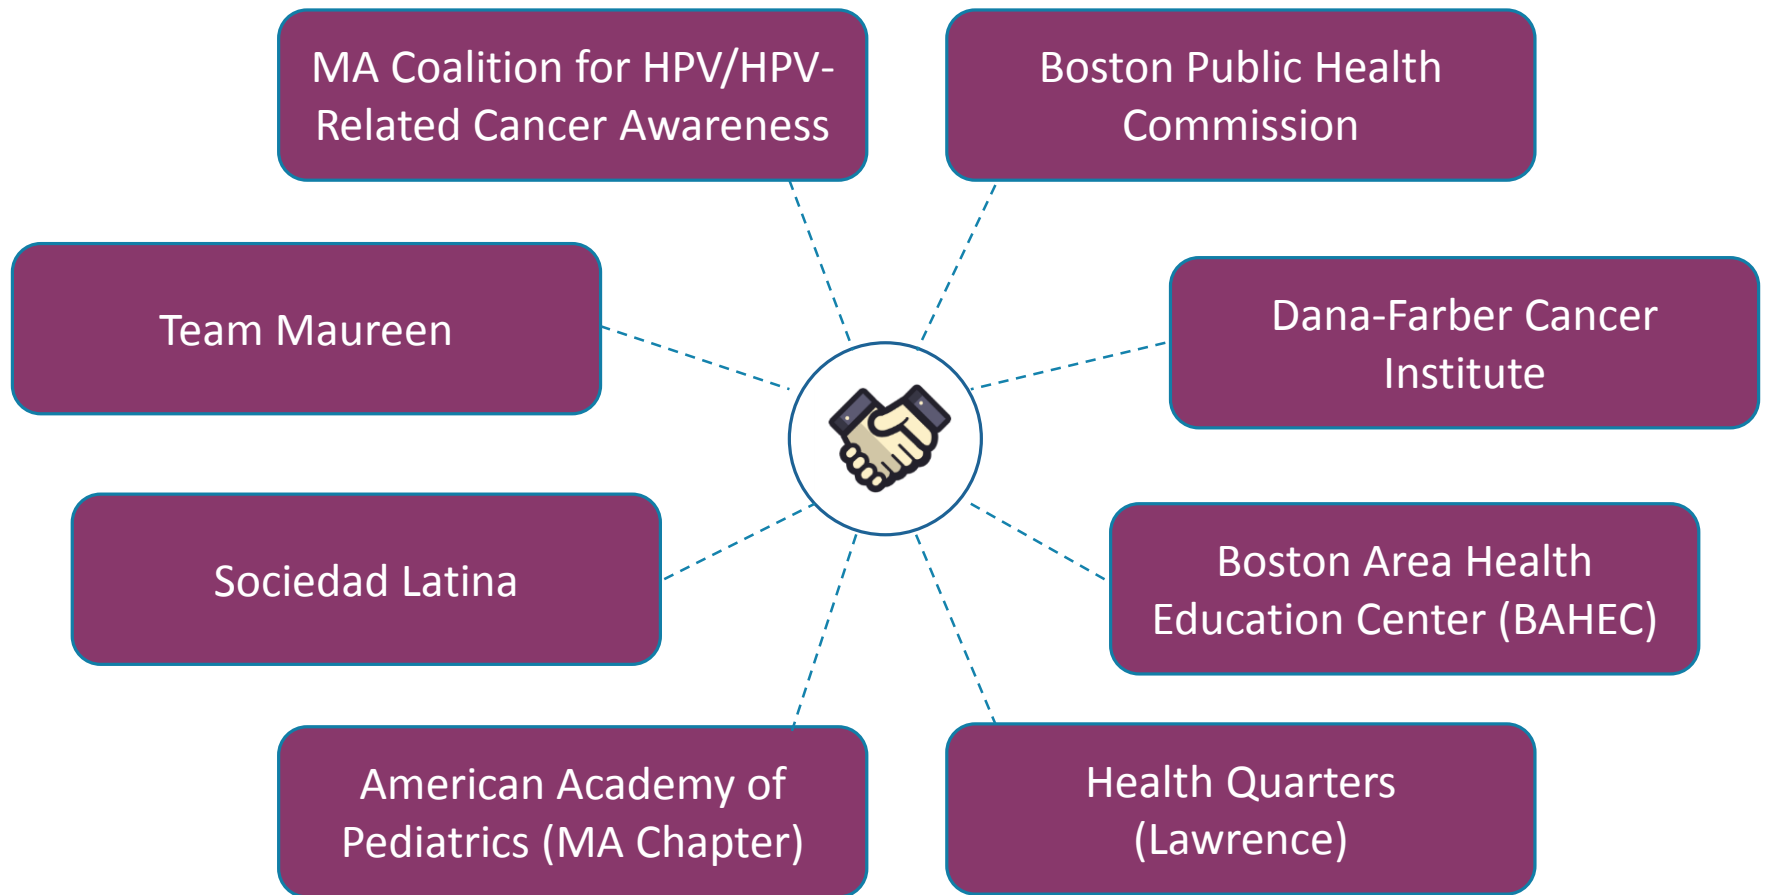 MA Coalition for HPV/HPV-
Related Cancer Awareness
Boston Public Health
Commission
Team Maureen
Dana-Farber Cancer
Institute
Sociedad Latina
Boston Area Health
Education Center (BAHEC)
American Academy of
Pediatrics (MA Chapter)
Health Quarters
(Lawrence)